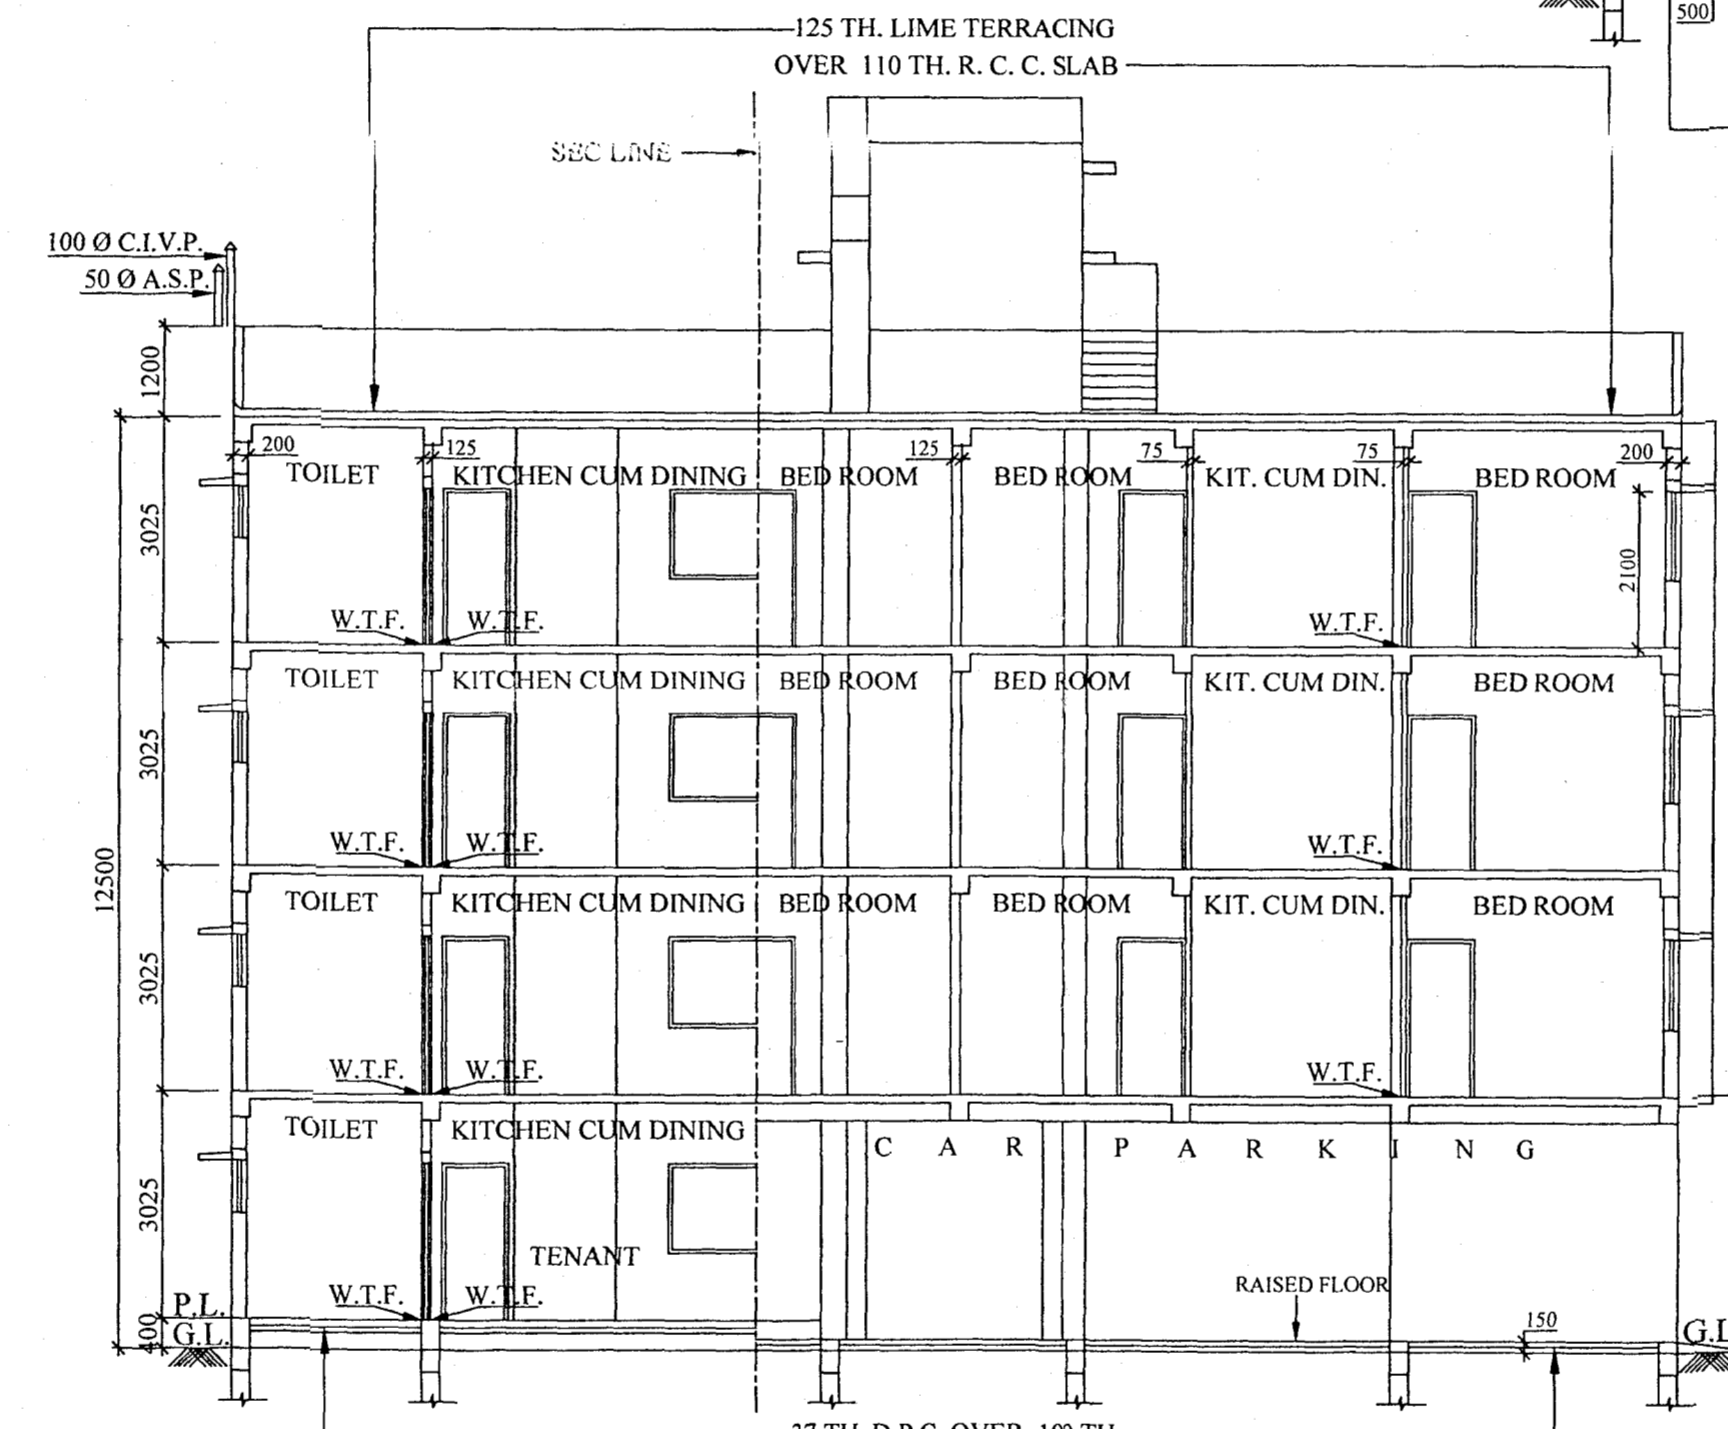 500
125 TH. LIME TERRACING
OVER 110 TH. R. C. C. SLAB
SEC LINE
100 Ø C.I.V.P.
50 Ø A.S.P.
1200
200
125
125
75
75
200
TOILET
KITCHEN CUM DINING
BED ROOM
BED ROOM
KIT. CUM DIN.
BED ROOM
3025
2100
W.T.F.
W.T.F.
W.T.F.
TOILET
KITCHEN CUM DINING
BED ROOM
BED ROOM
KIT. CUM DIN.
BED ROOM
3025
W.T.F.
W.T.F.
W.T.F.
12500
TOILET
KITCHEN CUM DINING
BED ROOM
BED ROOM
KIT. CUM DIN.
BED ROOM
3025
W.T.F.
W.T.F.
W.T.F.
TOILET
KITCHEN CUM DINING
CAR PARKING
3025
TENANT
RAISED FLOOR
W.T.F.
W.T.F.
P.L.
150
400
G.L.
G.L